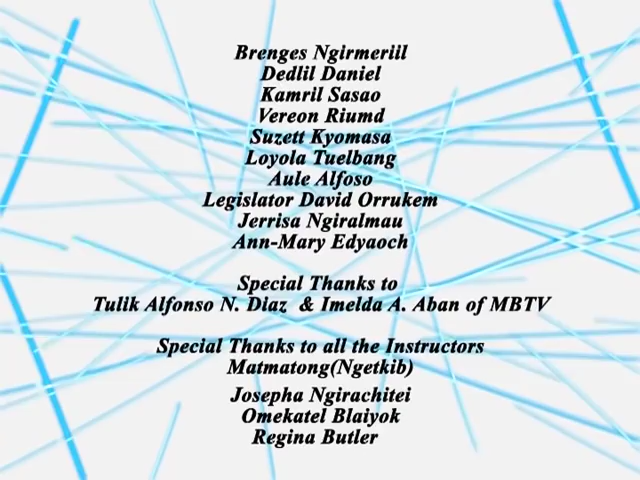 Brenges Ngirmeriil
Dedlil Daniel
Kamril Sasao
Vereon Riumd
Suzett Kyomasa
Loyola Tuelbang
Aule Alfoso
Legislator David Orrukem
Jerrisa Ngiralmau
Ann-Mary Edyaoch
Special Thanks to
Tulik Alfonso N. Diaz & Imelda A. Aban of MBTV
Special Thanks to all the Instructors
Matmatong(Ngetkib)
Josepha Ngirachitei
Omekatel Blaiyok
Regina Butler